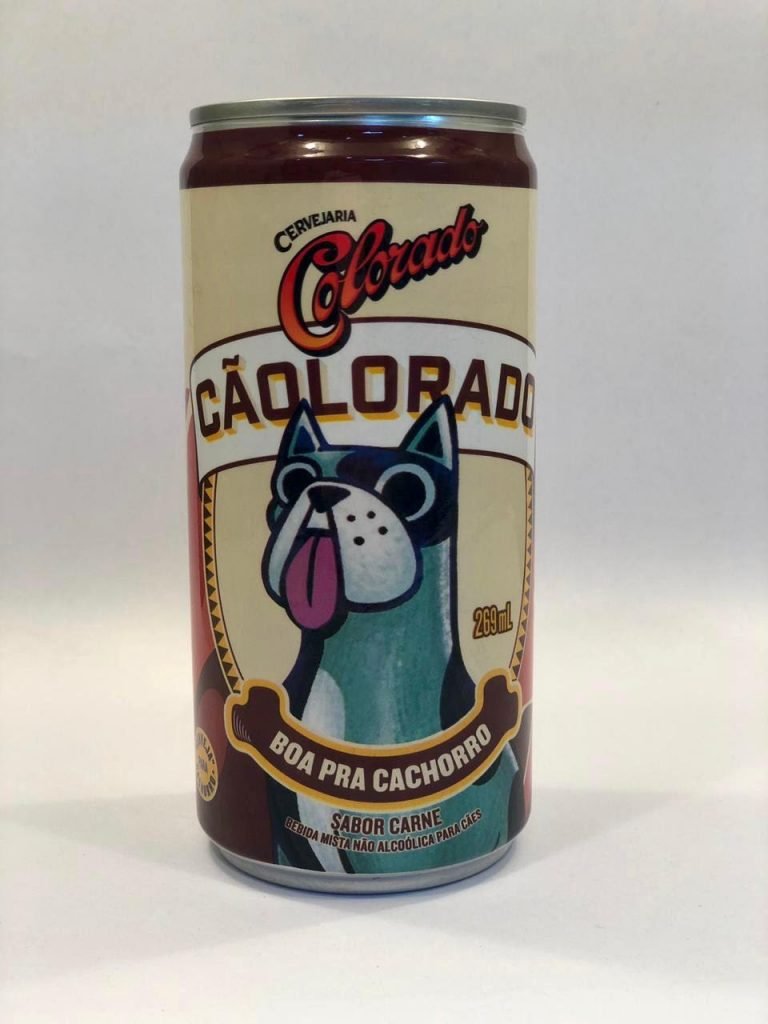 CERVEJARIA
Colorado
CÃOLORADO
269 mL
BOA PRA CACHORRO
SABOR CARNE
BEBIDA MISTA NÃO ALCOÓLICA PARA CÃES